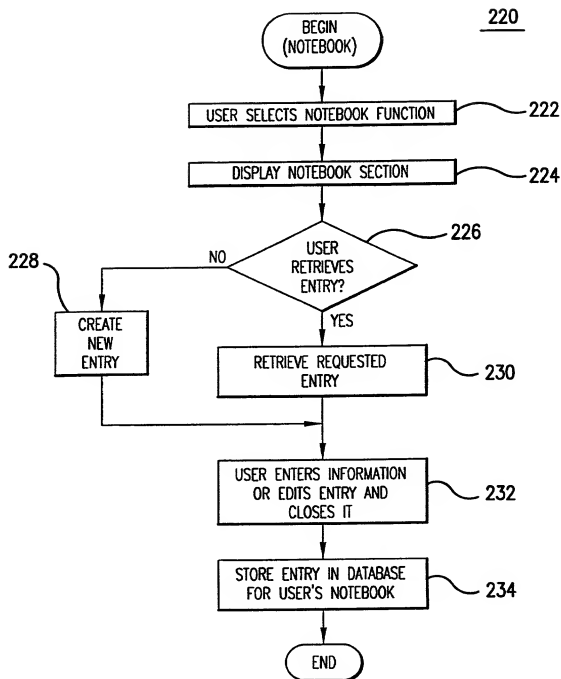 220
BEGIN
(NOTEBOOK)
USER SELECTS NOTEBOOK FUNCTION
222
DISPLAY NOTEBOOK SECTION
224
226
USER
RETRIEVES
ENTRY?
NO
YES
228
CREATE
NEW
ENTRY
RETRIEVE REQUESTED
ENTRY
230
USER ENTERS INFORMATION
OR EDITS ENTRY AND
CLOSES IT
232
STORE ENTRY IN DATABASE
FOR USER'S NOTEBOOK
234
END